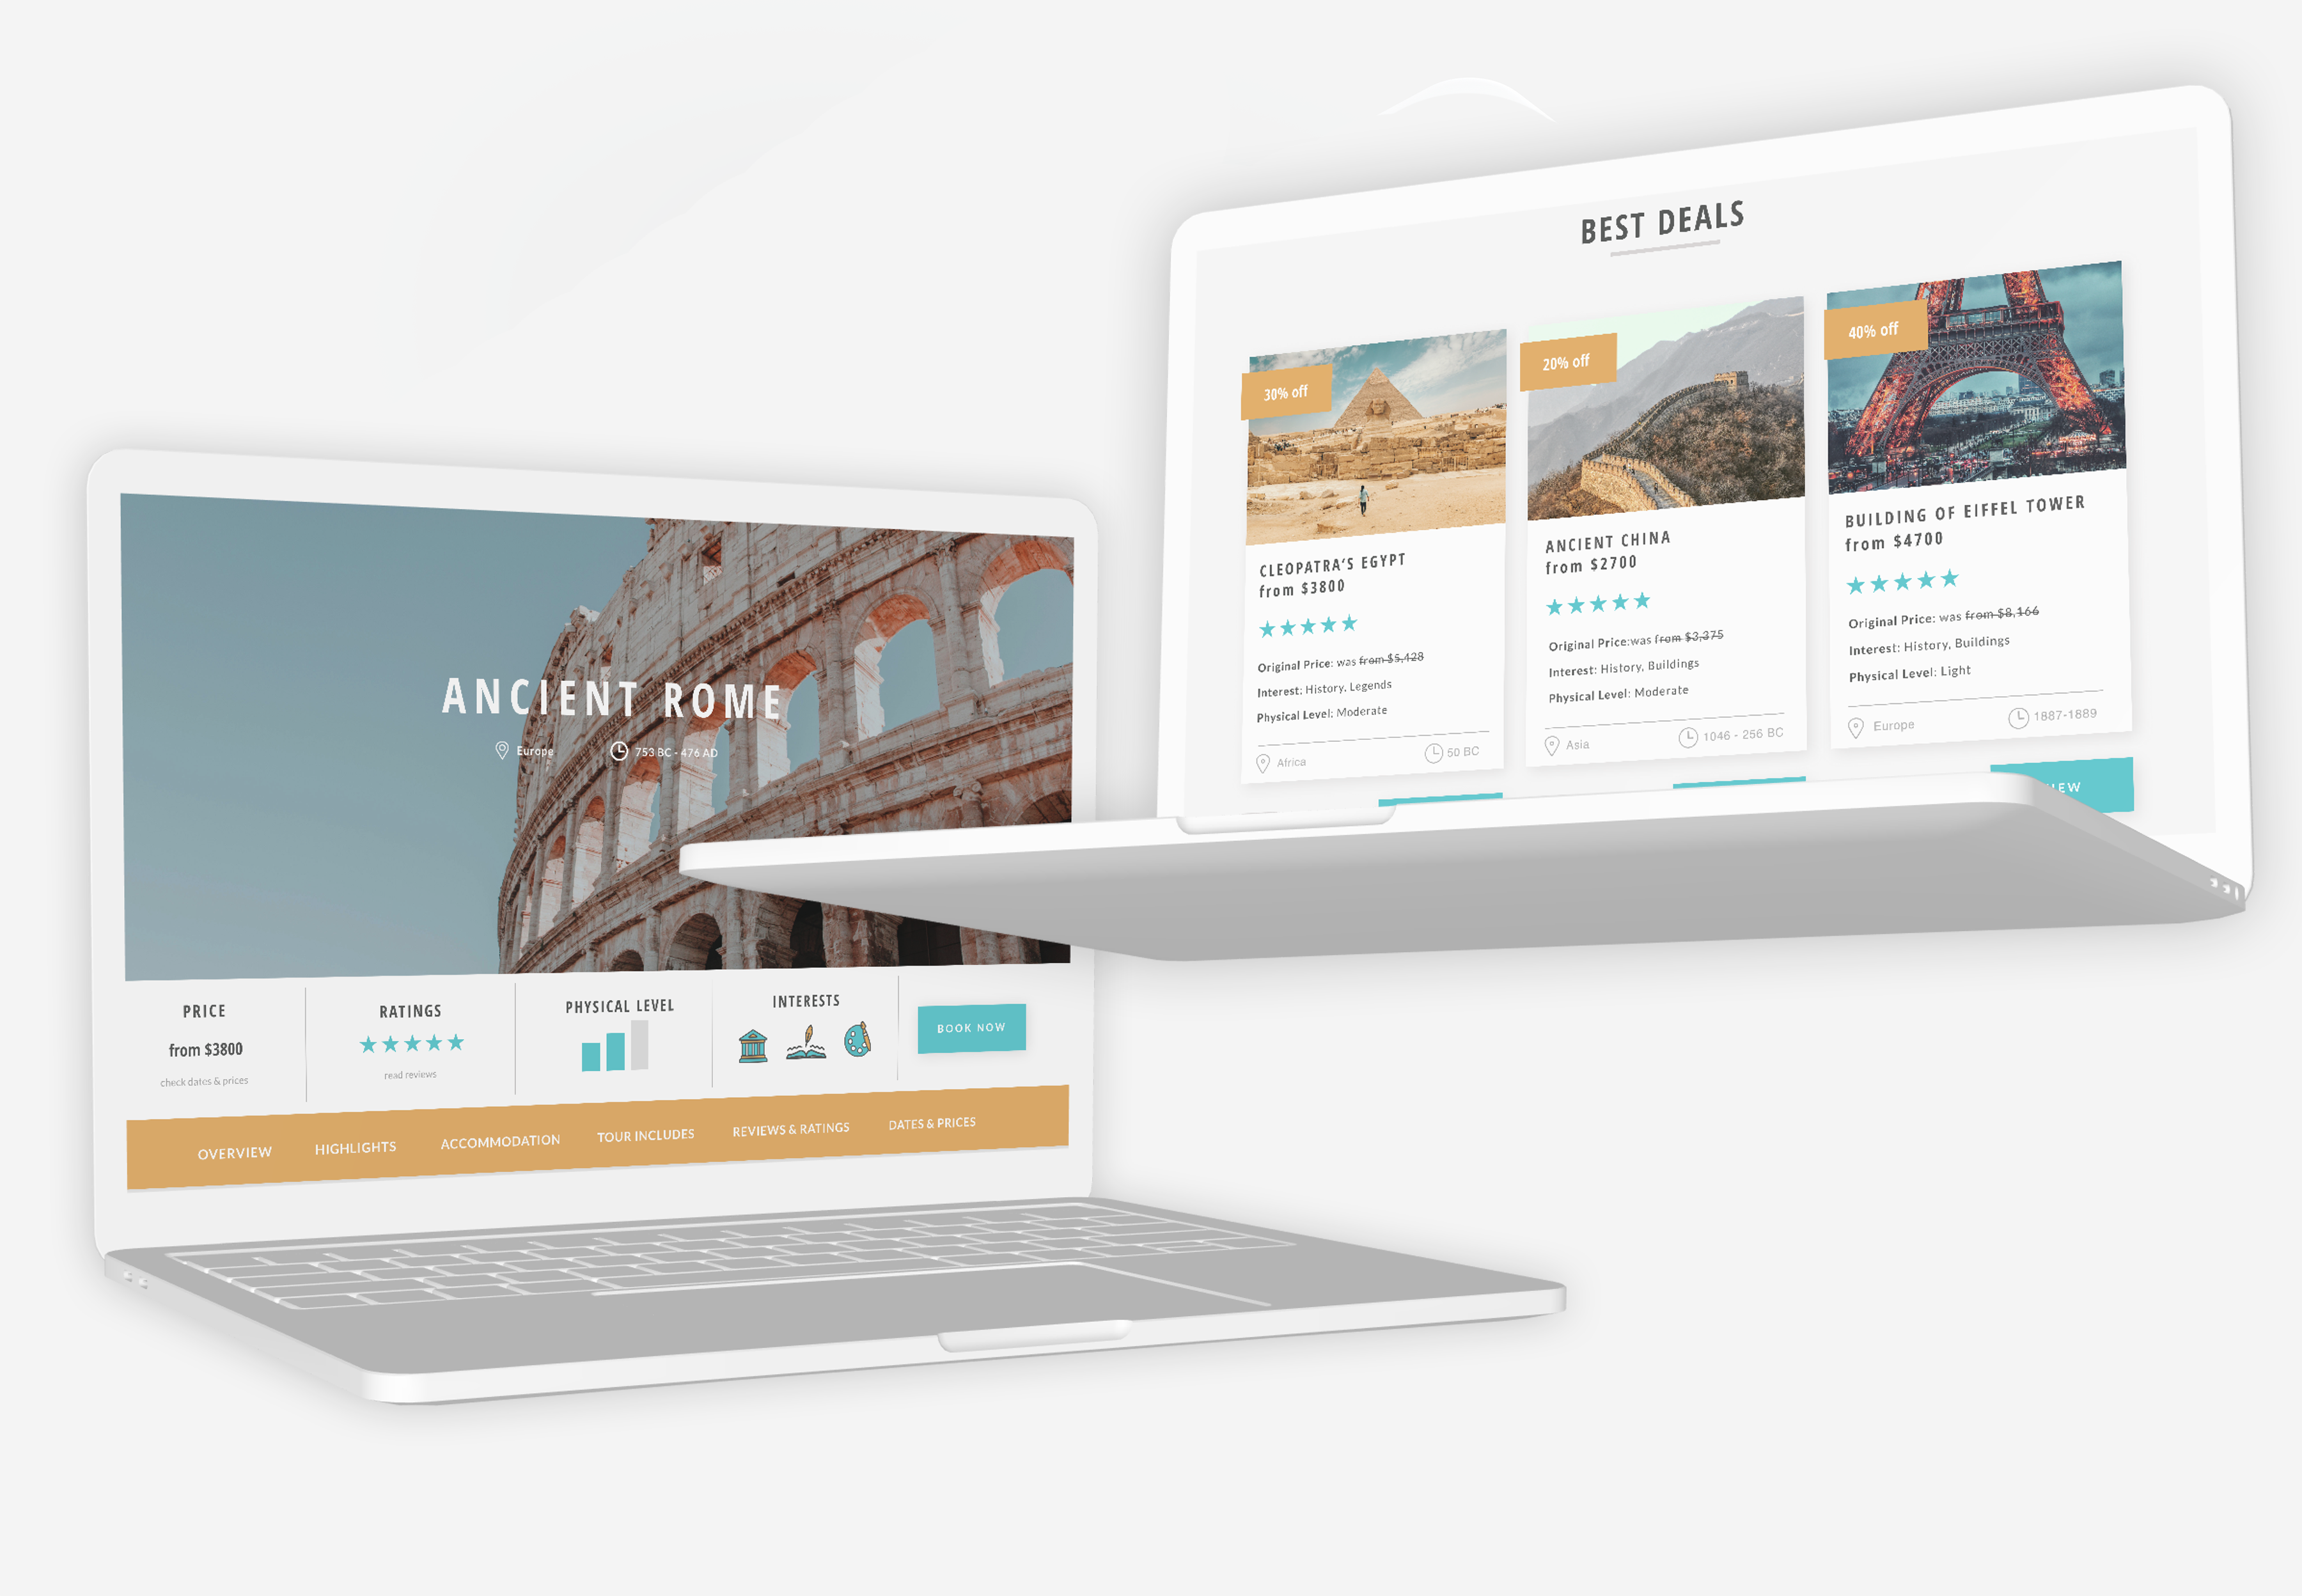 BEST DEALS
30% off
CLEOPATRA'S EGYPT
from $3800
Original Price: was from $5,428
Interest: History, Legends
Physical Level: Moderate
Africa
50 BC
20% off
ANCIENT CHINA
from $2700
Original Price:was from $3,375
Interest: History, Buildings
Physical Level: Moderate
Asia
1046 - 256 BC
40% off
BUILDING OF EIFFEL TOWER
from $4700
Original Price: was from $8,166
Interest: History, Buildings
Physical Level: Light
Europe
1887-1889
ANCIENT ROME
Europe
753 BC - 476 AD
PRICE
from $3800
check dates & prices
RATINGS
read reviews
PHYSICAL LEVEL
INTERESTS
BOOK NOW
OVERVIEW HIGHLIGHTS ACCOMMODATION TOUR INCLUDES REVIEWS & RATINGS DATES & PRICES